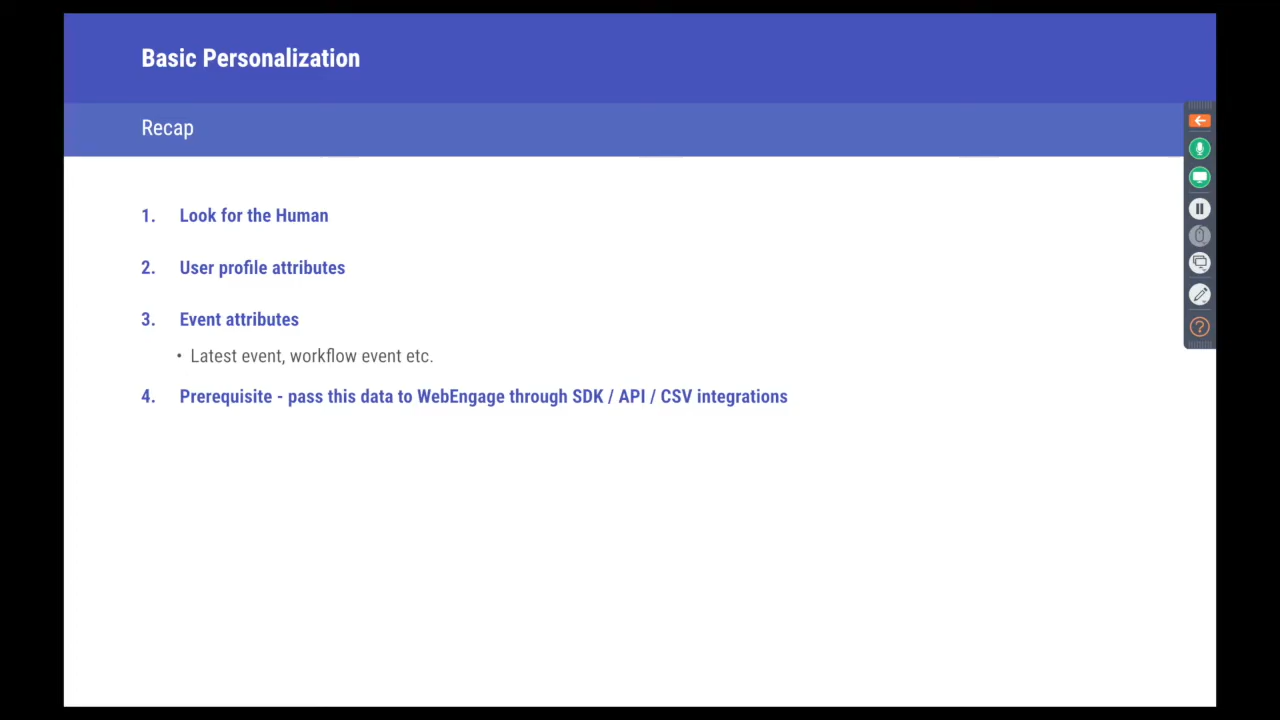 Basic Personalization
Recap
1. Look for the Human
2. User profile attributes
3. Event attributes
• Latest event, workflow event etc.
4. Prerequisite - pass this data to WebEngage through SDK / API / CSV integrations
?